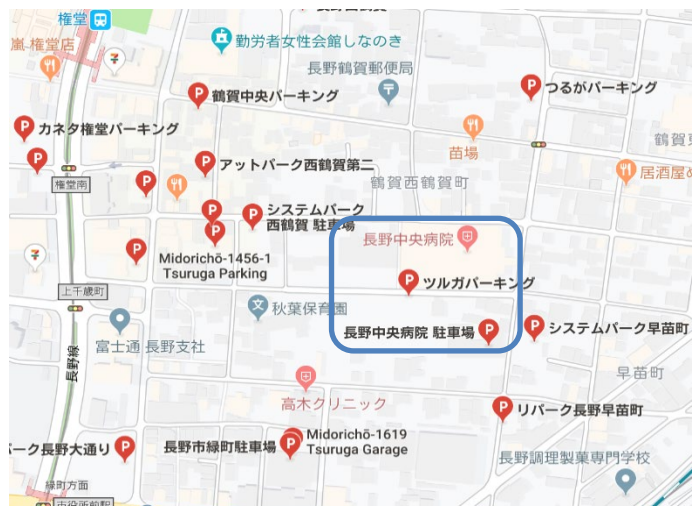 権堂
勤労者女性会館しなのき
嵐 権堂店
長野鶴賀郵便局
つるがパーキング
鶴賀中央パーキング
カネタ権堂パーキング
苗場
鶴賀東
権堂南
アットパーク西鶴賀第二
居酒屋め
鶴賀西鶴賀町
システムパーク
西鶴賀 駐車場
長野中央病院
Midorichō-1456-1
Tsuruga Parking
ツルガパーキング
上千歳町
秋葉保育園
長野中央病院 駐車場
システムパーク早苗町
富士通 長野支社
長野線
早苗町
高木クリニック
リパーク長野早苗町
パーク長野大通り
長野市緑町駐車場
Midorichō-1619
Tsuruga Garage
長野調理製菓専門学校
緑町方面
市役所前駅